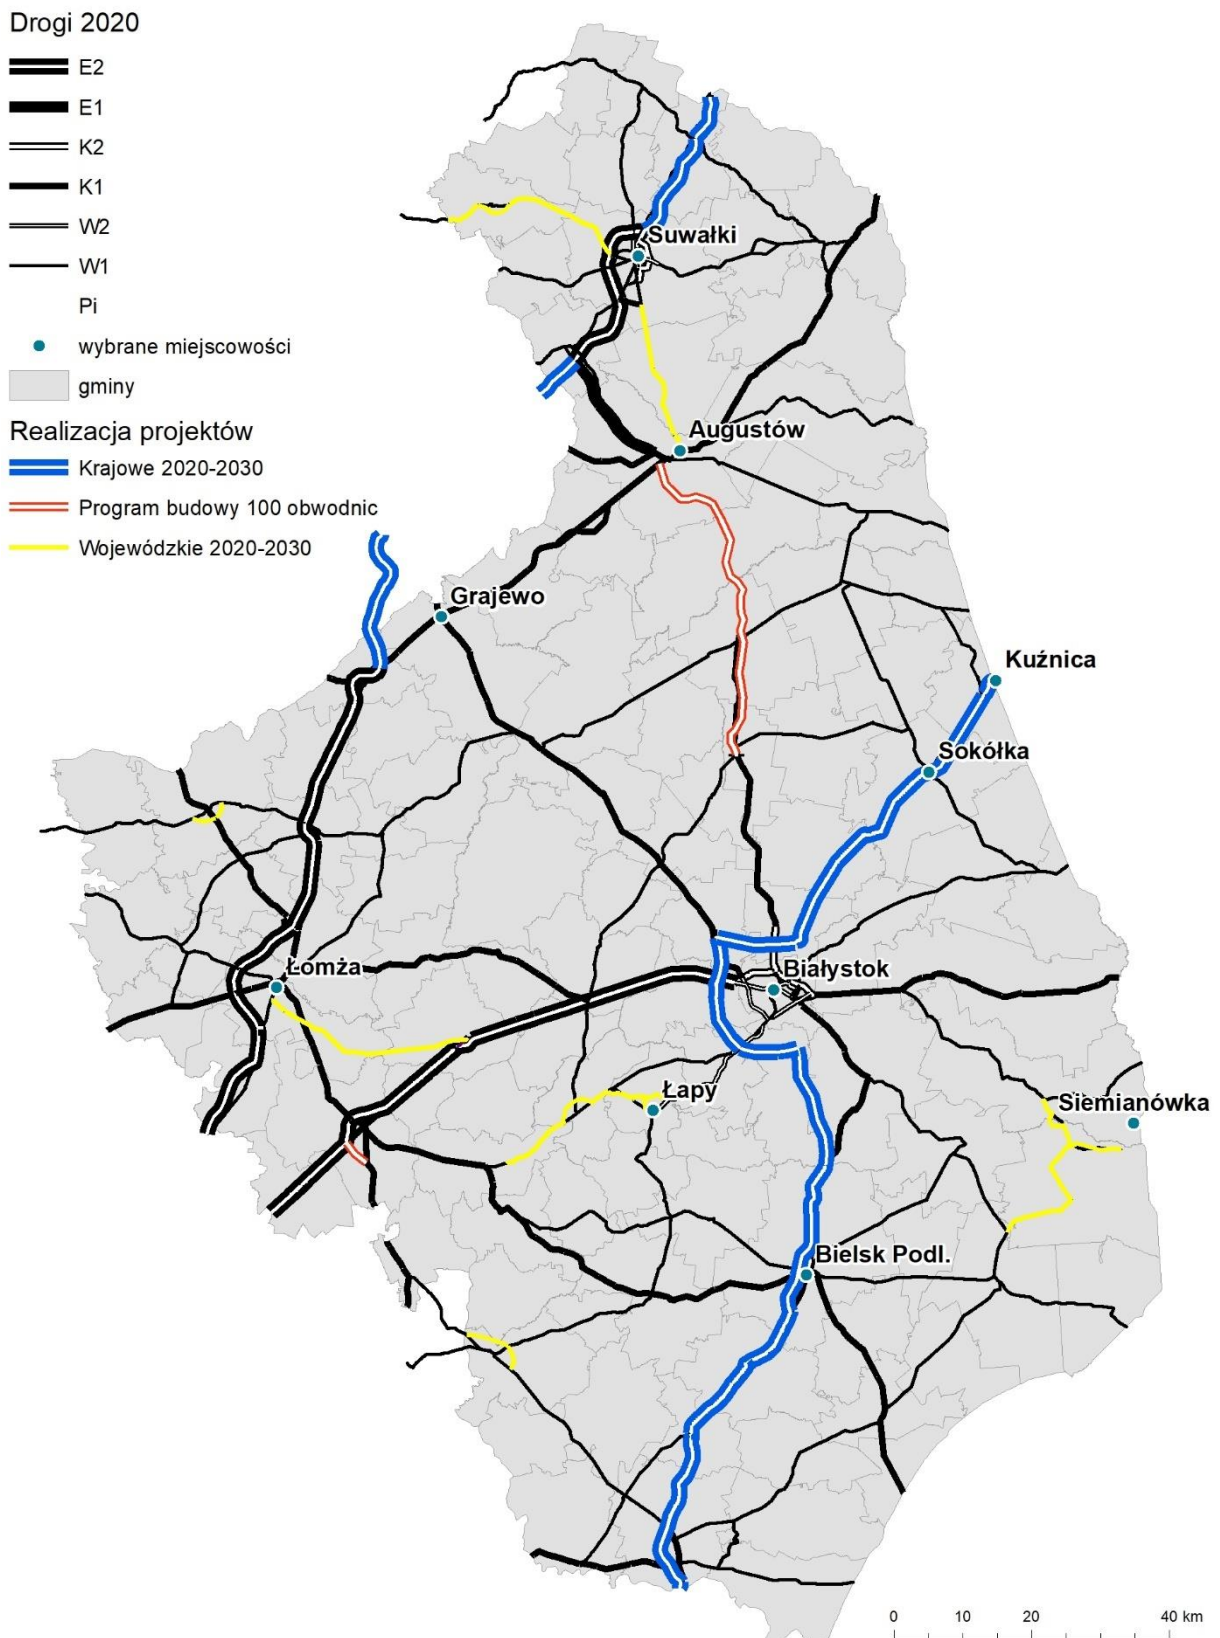 Drogi 2020
E2
E1
K2
K1
W2
W1
Pi
wybrane miejscowości
gminy
Realizacja projektów
Krajowe 2020-2030
Program budowy 100 obwodnic
Wojewódzkie 2020-2030
Suwałki
Augustów
Grajewo
Kuźnica
Sokółka
Łomża
Białystok
Łapy
Siemianówka
Bielsk Podl.
0 10 20 40 km